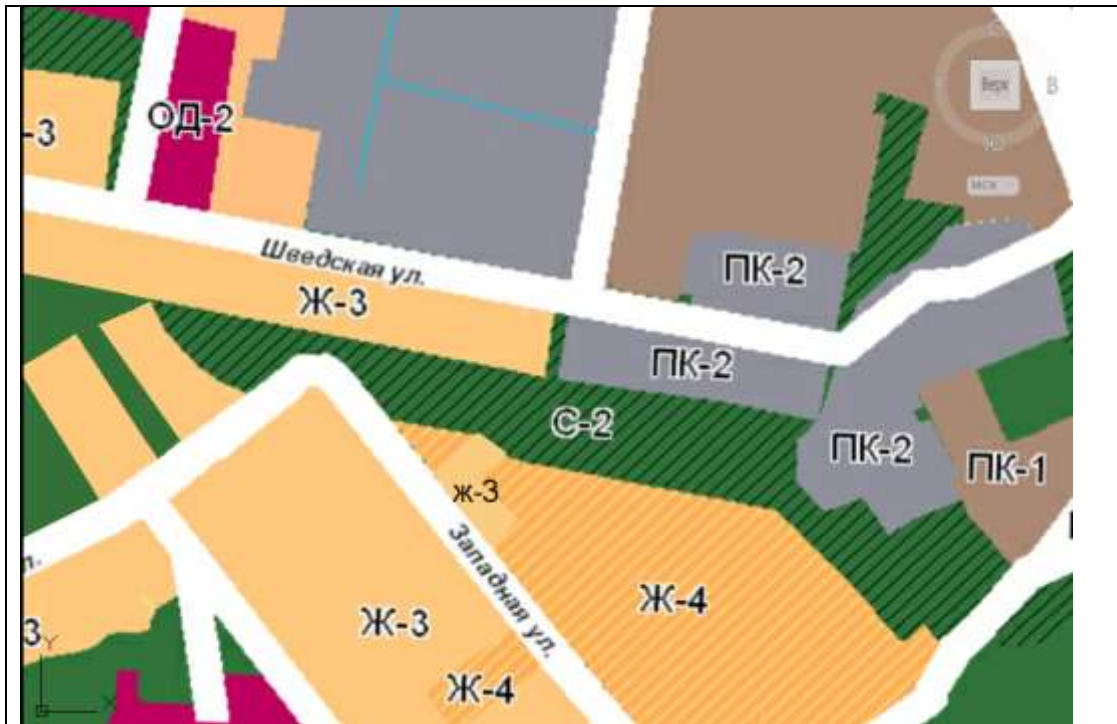 Верх
В
Ю
МСК
ОД-2
-3
Шведская ул.
ПК-2
Ж-3
ПК-2
С-2
ПК-2
ПК-1
ж-3
Западная ул.
л.
Ж-4
Ж-3
3
Y
Ж-4
X